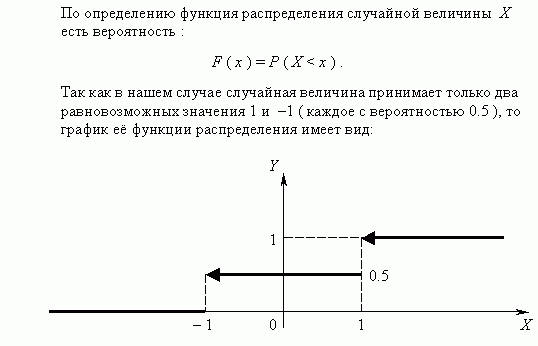 По определению функция распределения случайной величины X
есть вероятность :
F ( x ) = P ( X < x ) .
Так как в нашем случае случайная величина принимает только два
равновозможных значения 1 и −1 ( каждое с вероятностью 0.5 ), то
график её функции распределения имеет вид:
Y
1
0.5
− 1 0 1 X